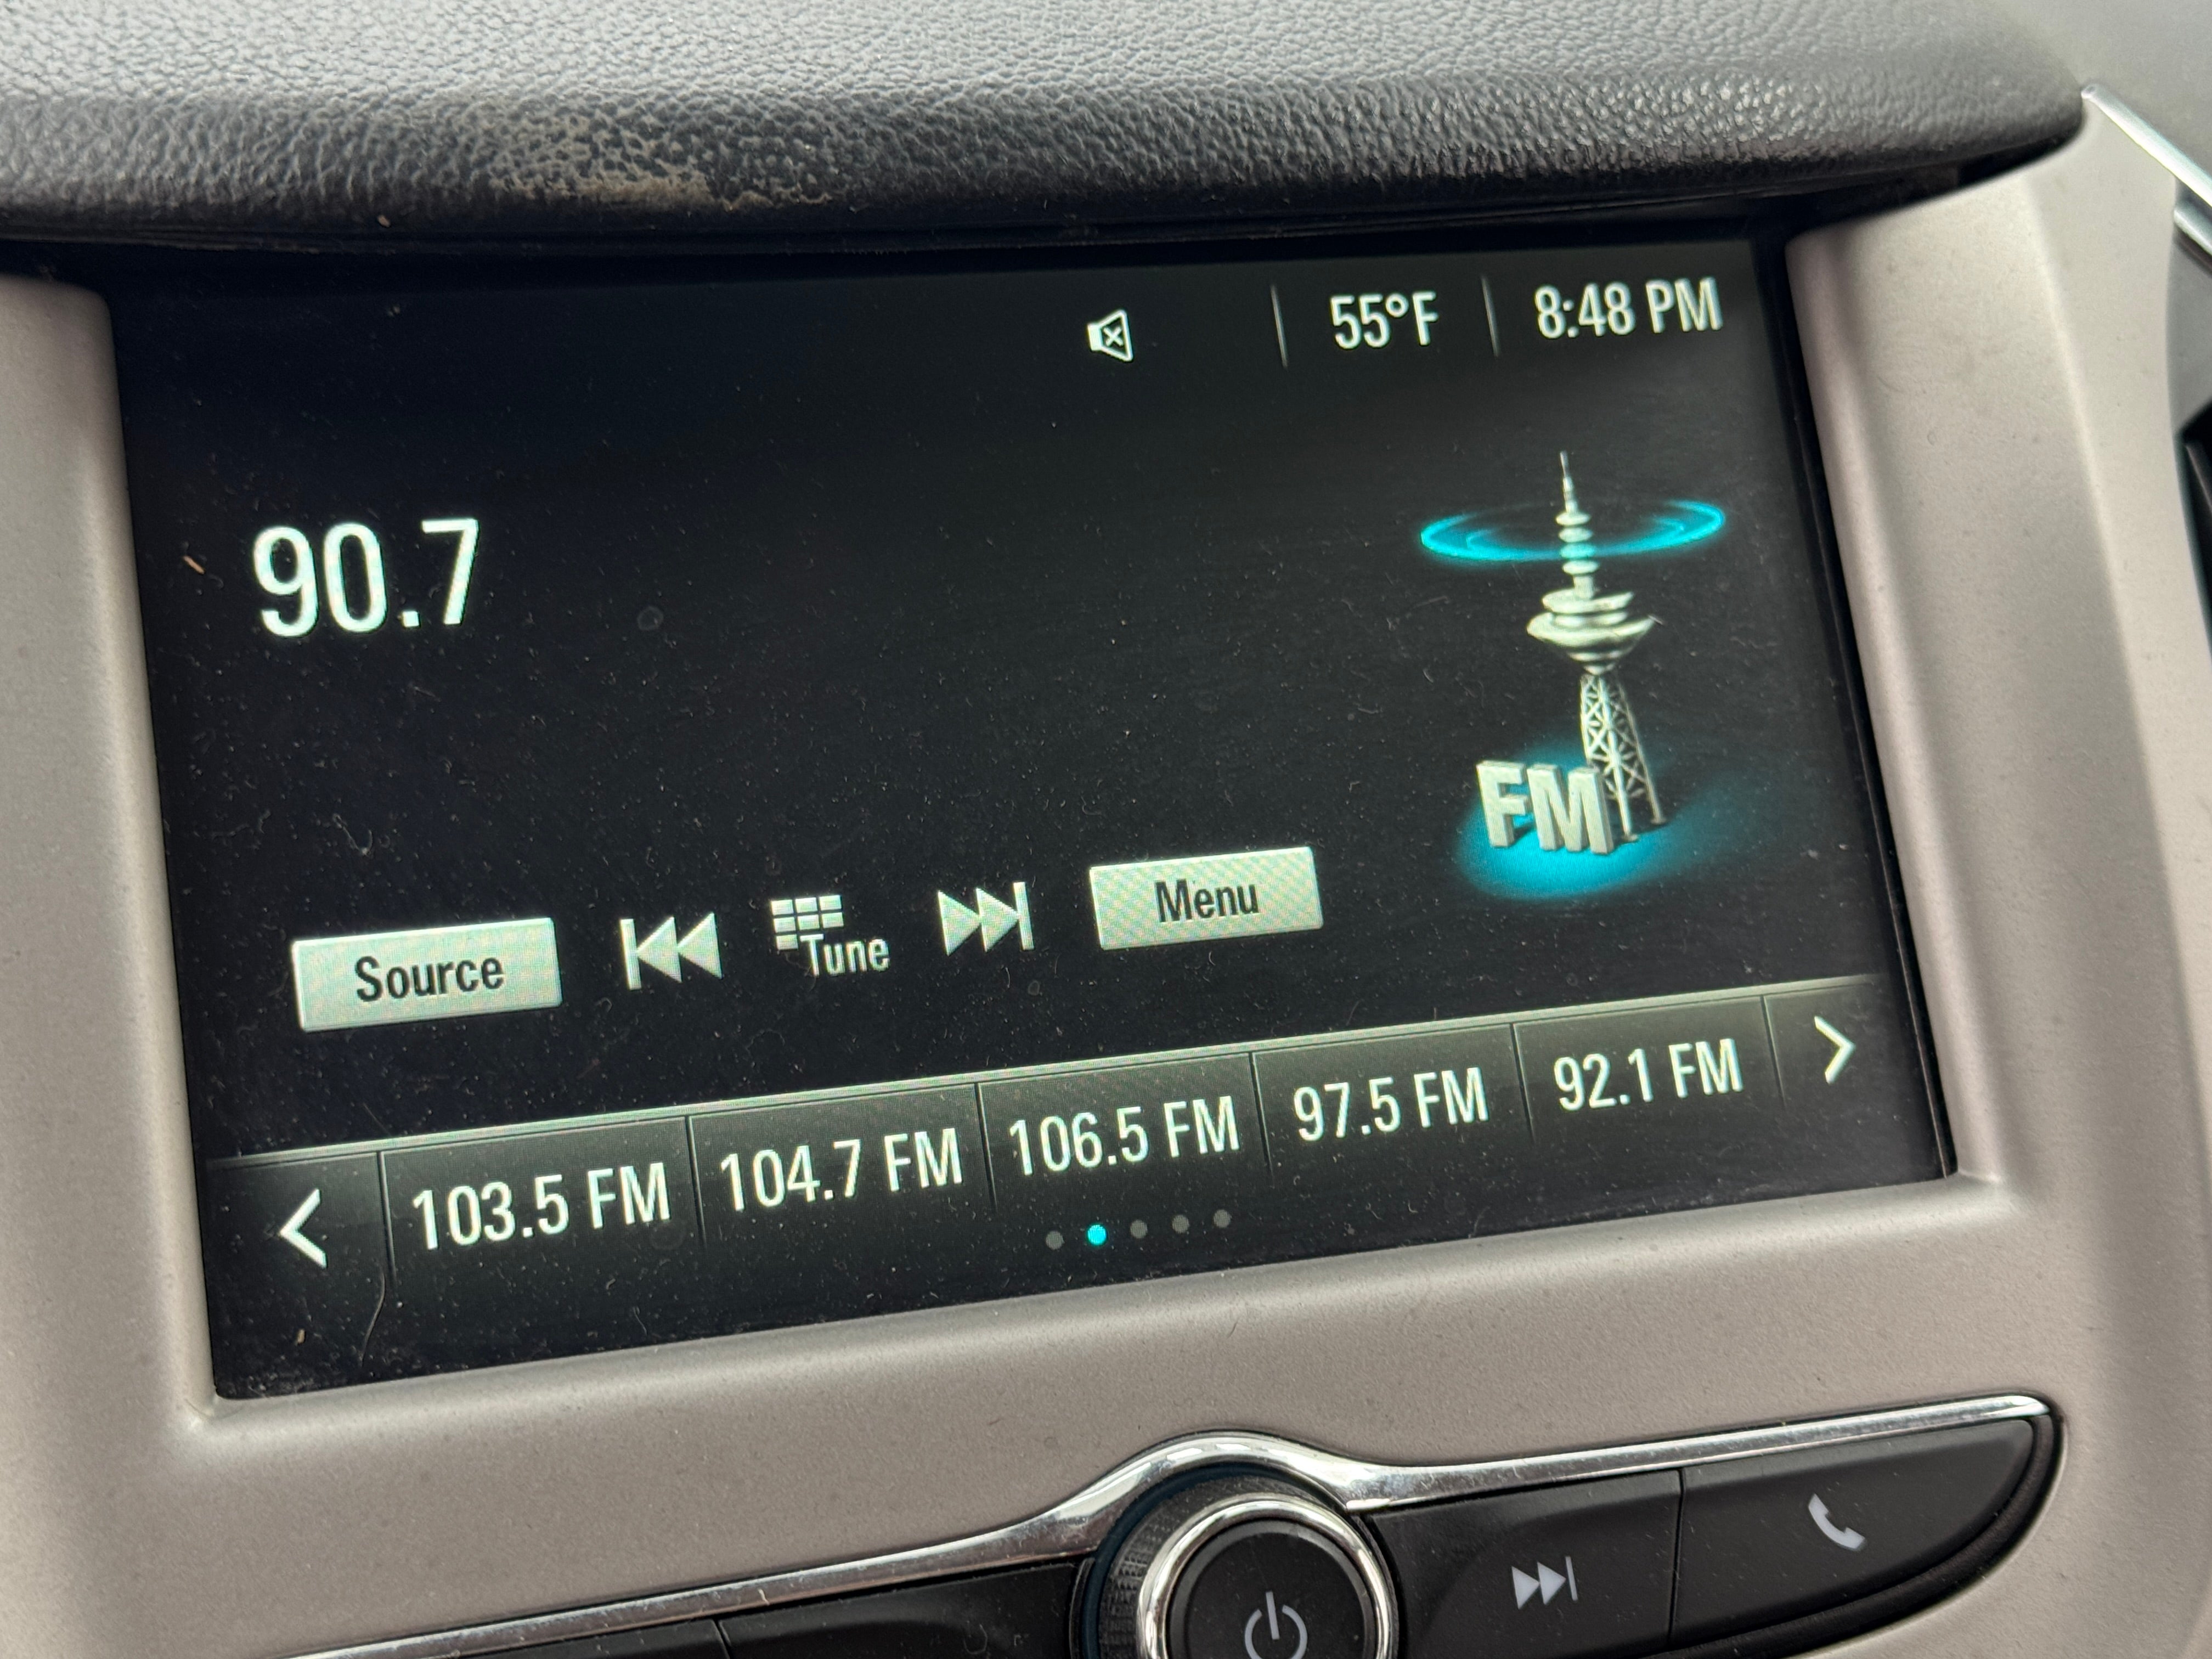 55°F 8:48 PM
90.7
FM
Source Tune Menu
103.5 FM 104.7 FM 106.5 FM 97.5 FM 92.1 FM